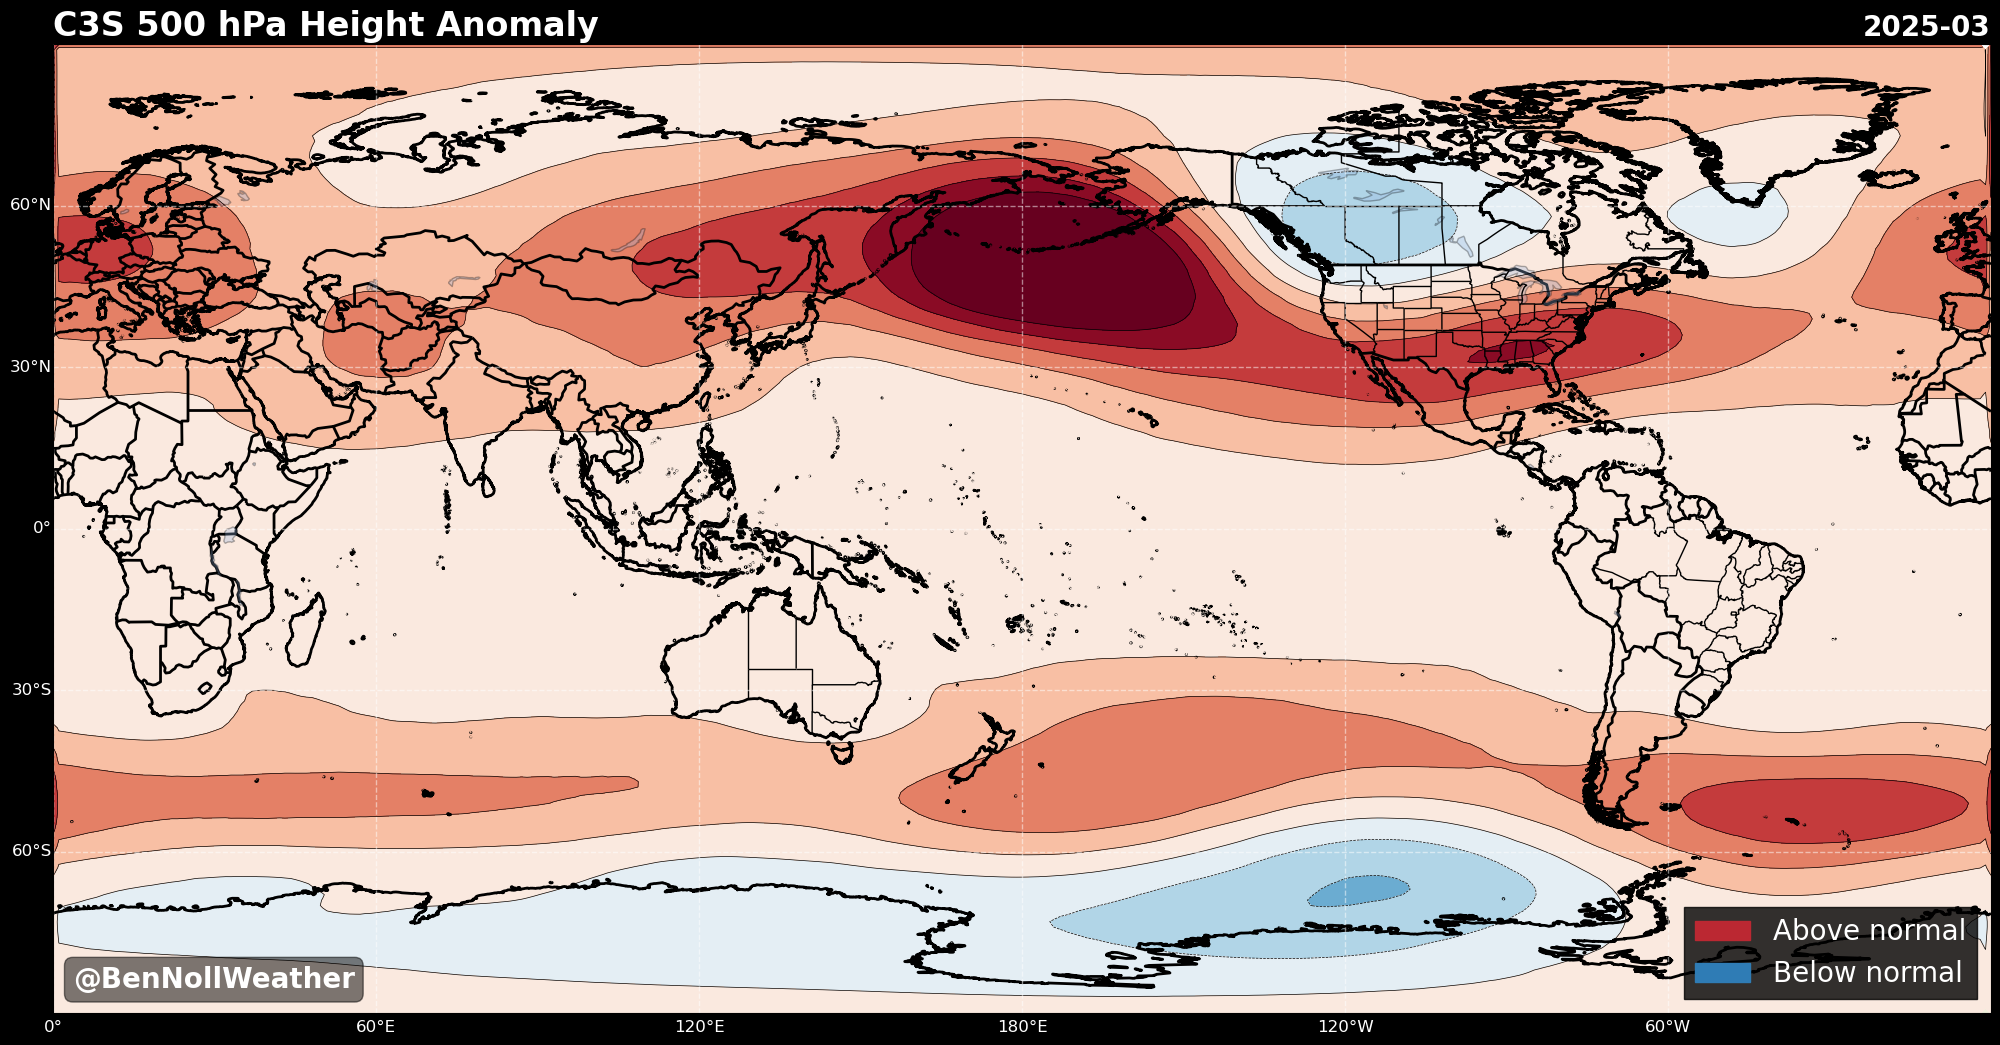 C3S 500 hPa Height Anomaly
2025-03
60°N
30°N
0°
30°S
60°S
Above normal
Below normal
@BenNollWeather
0°
60°E
120°E
180°E
120°W
60°W